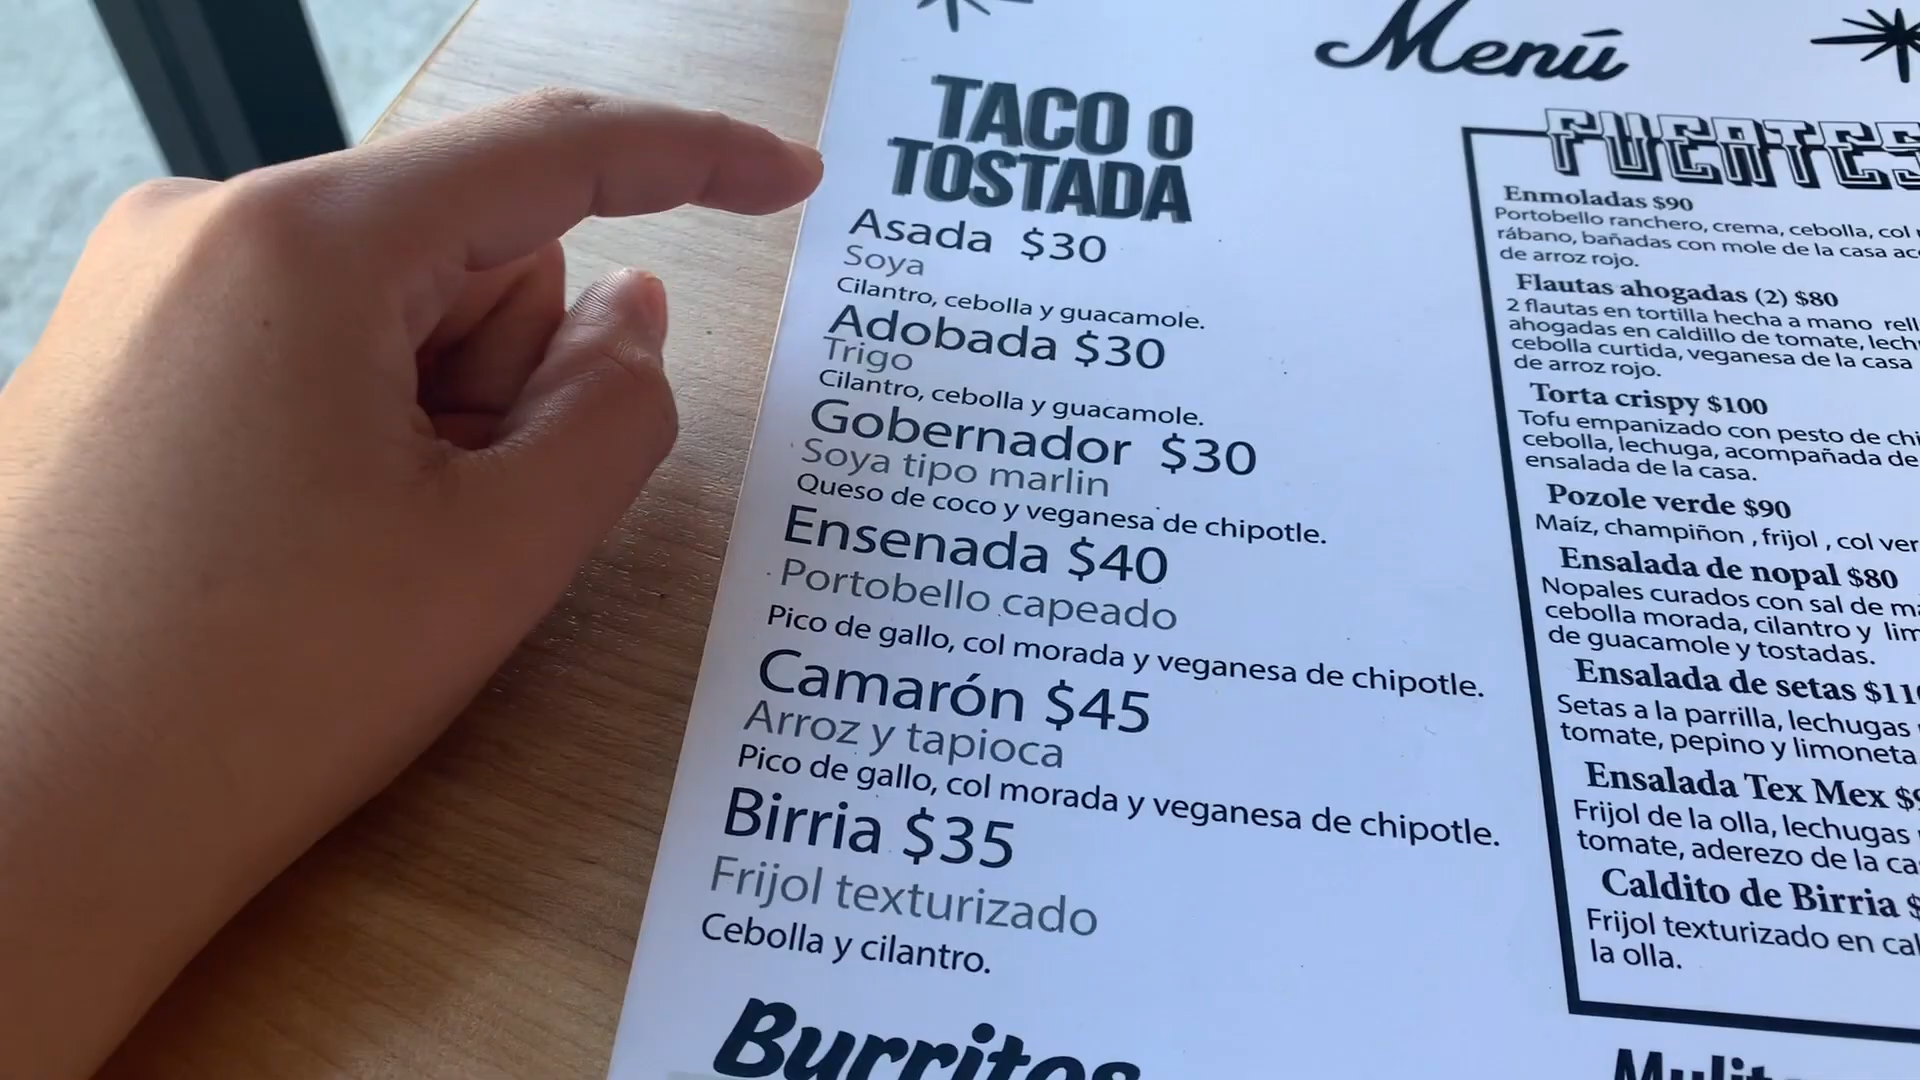 Menú
TACO O
TOSTADA
Asada $30
Soya
Cilantro, cebolla y guacamole.
Adobada $30
Trigo
Cilantro, cebolla y guacamole.
Gobernador $30
Soya tipo marlin
Queso de coco y veganesa de chipotle.
Ensenada $40
Portobello capeado
Pico de gallo, col morada y veganesa de chipotle.
Camarón $45
Arroz y tapioca
Pico de gallo, col morada y veganesa de chipotle.
Birria $35
Frijol texturizado
Cebolla y cilantro.
Burritos
FUERTES
Enmoladas $90
Portobello ranchero, crema, cebolla, col
rábano, bañadas con mole de la casa
de arroz rojo.
Flautas ahogadas (2) $80
2 flautas en tortilla hecha a mano
ahogadas en caldillo de tomate,
cebolla curtida, veganesa de la casa
de arroz rojo.
Torta crispy $100
Tofu empanizado con pesto de
cebolla, lechuga, acompañada de
ensalada de la casa.
Pozole verde $90
Maíz, champiñon , frijol , col
Ensalada de nopal $80
Nopales curados con sal de
cebolla morada, cilantro y
de guacamole y tostadas.
Ensalada de setas
Setas a la parrilla, lechugas
tomate, pepino y limoneta
Ensalada Tex Mex
Frijol de la olla, lechugas
tomate, aderezo de la
Caldito de Birria $
Frijol texturizado en
la olla.